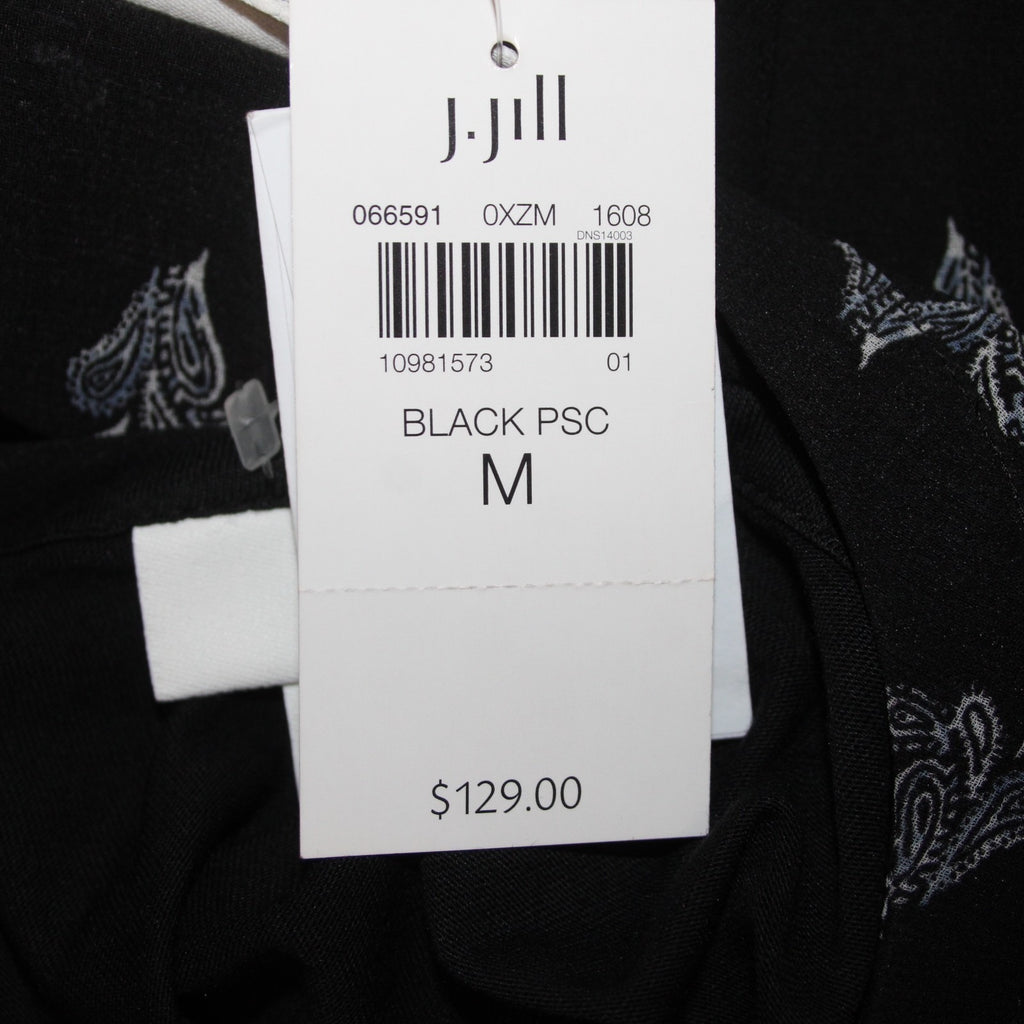 J.Jill
066591 0XZM 1608
DNS14003
10981573 01
BLACK PSC
M
$129.00